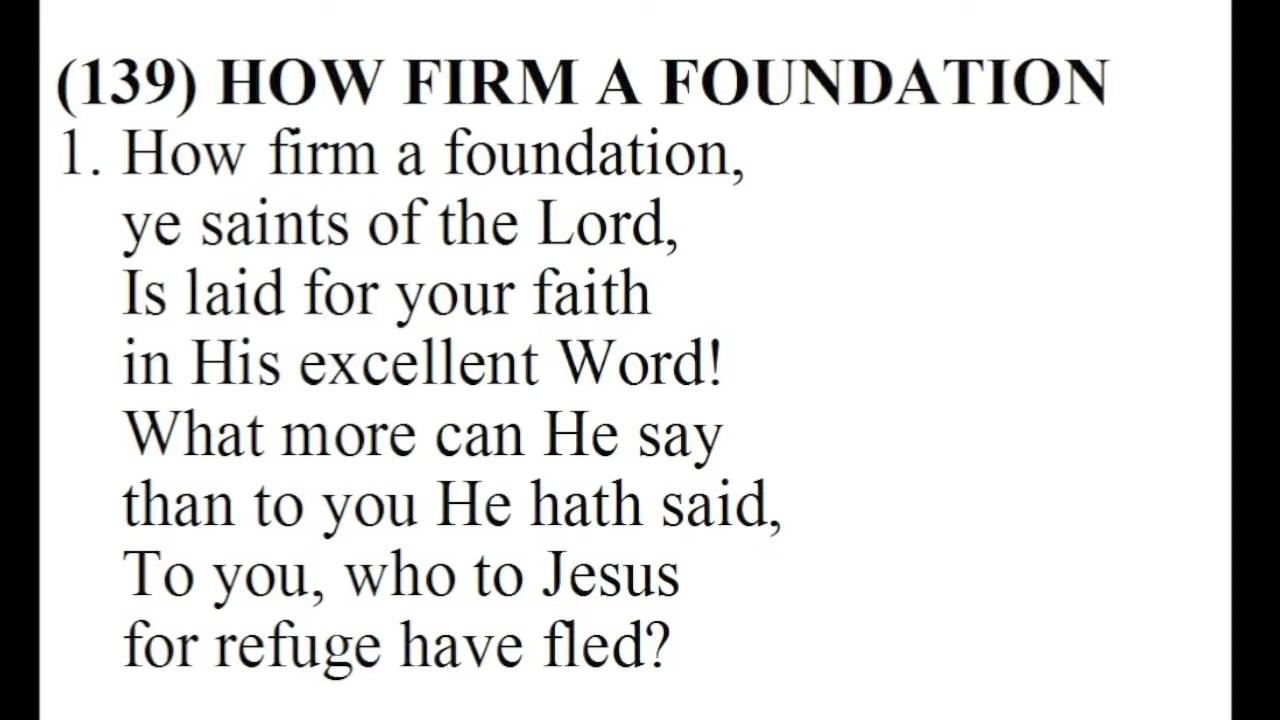 (139) HOW FIRM A FOUNDATION
1. How firm a foundation,
ye saints of the Lord,
Is laid for your faith
in His excellent Word!
What more can He say
than to you He hath said,
To you, who to Jesus
for refuge have fled?